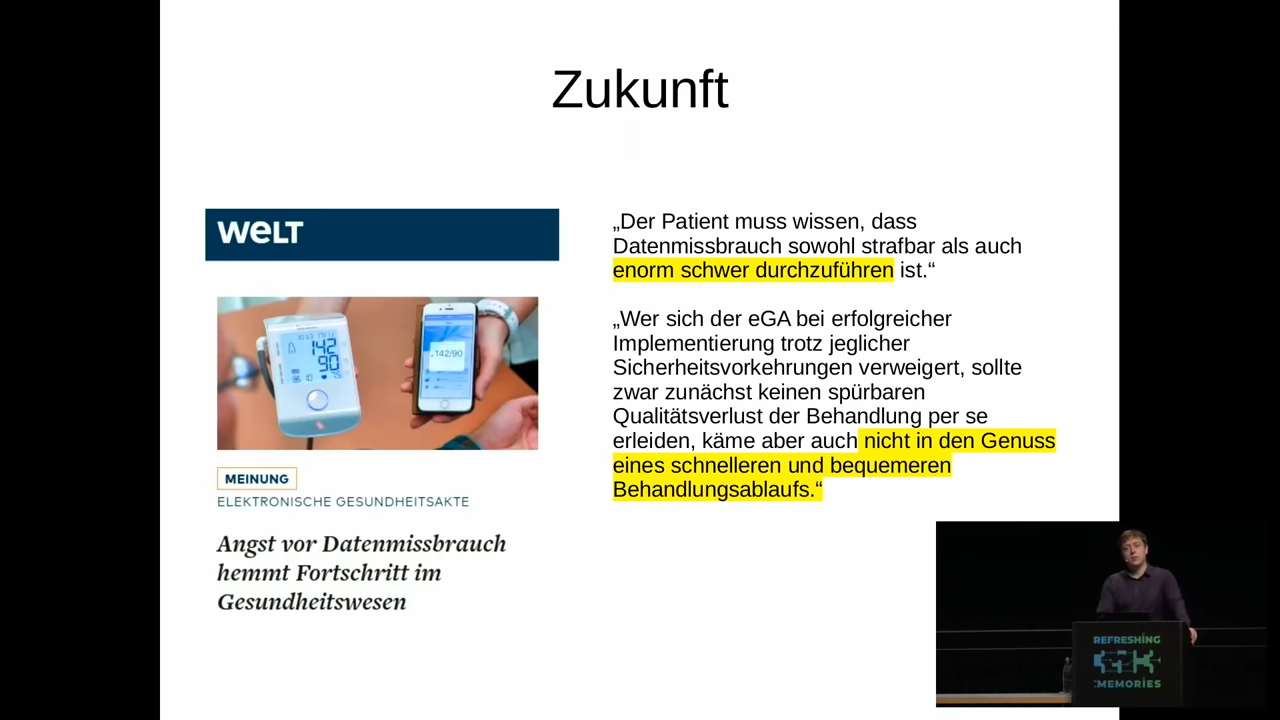 Zukunft
welt
„Der Patient muss wissen, dass
Datenmissbrauch sowohl strafbar als auch
enorm schwer durchzuführen ist.“
„Wer sich der eGA bei erfolgreicher
Implementierung trotz jeglicher
Sicherheitsvorkehrungen verweigert, sollte
zwar zunächst keinen spürbaren
Qualitätsverlust der Behandlung per se
erleiden, käme aber auch nicht in den Genuss
eines schnelleren und bequemeren
Behandlungsablaufs.“
142
90
142/90
MEINUNG
ELEKTRONISCHE GESUNDHEITSAKTE
Angst vor Datenmissbrauch
hemmt Fortschritt im
Gesundheitswesen
REFRESHING
:MEMORIES